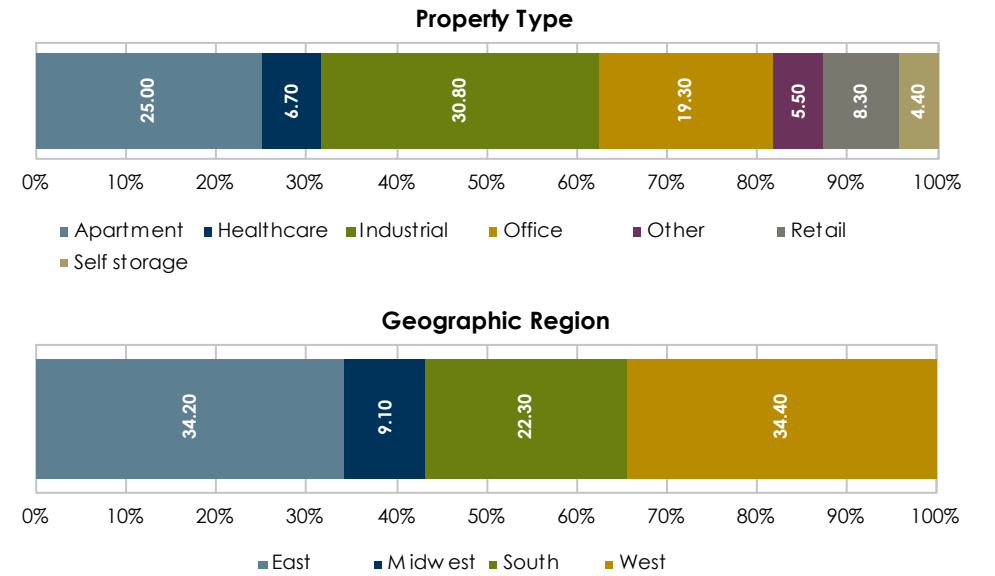 Property Type
25.00 6.70 30.80 19.30 5.50 8.30 4.40
0% 10% 20% 30% 40% 50% 60% 70% 80% 90% 100%
Apartment Healthcare Industrial Office Other Retail
Self storage
Geographic Region
34.20 9.10 22.30 34.40
0% 10% 20% 30% 40% 50% 60% 70% 80% 90% 100%
East Midwest South West